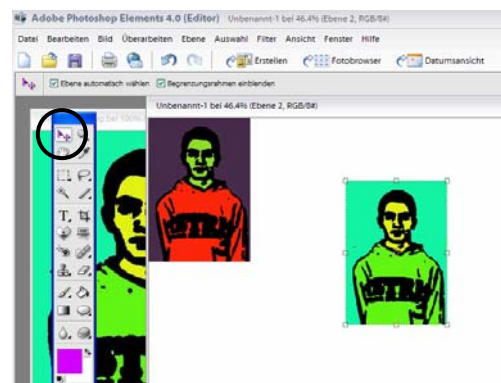 Adobe Photoshop Elements 4.0 (Editor) Unbenannt-1 bei 46,4% (Ebene 2, RGB/8#)
Datei Bearbeiten Bild Überarbeiten Ebene Auswahl Filter Ansicht Fenster Hilfe
Erstellen Fotobrowser Datumsansicht
Ebene automatisch wählen Begrenzungsrahmen einblenden
Unbenannt-1 bei 46,4% (Ebene 2, RGB/8#)
bei 100%
T